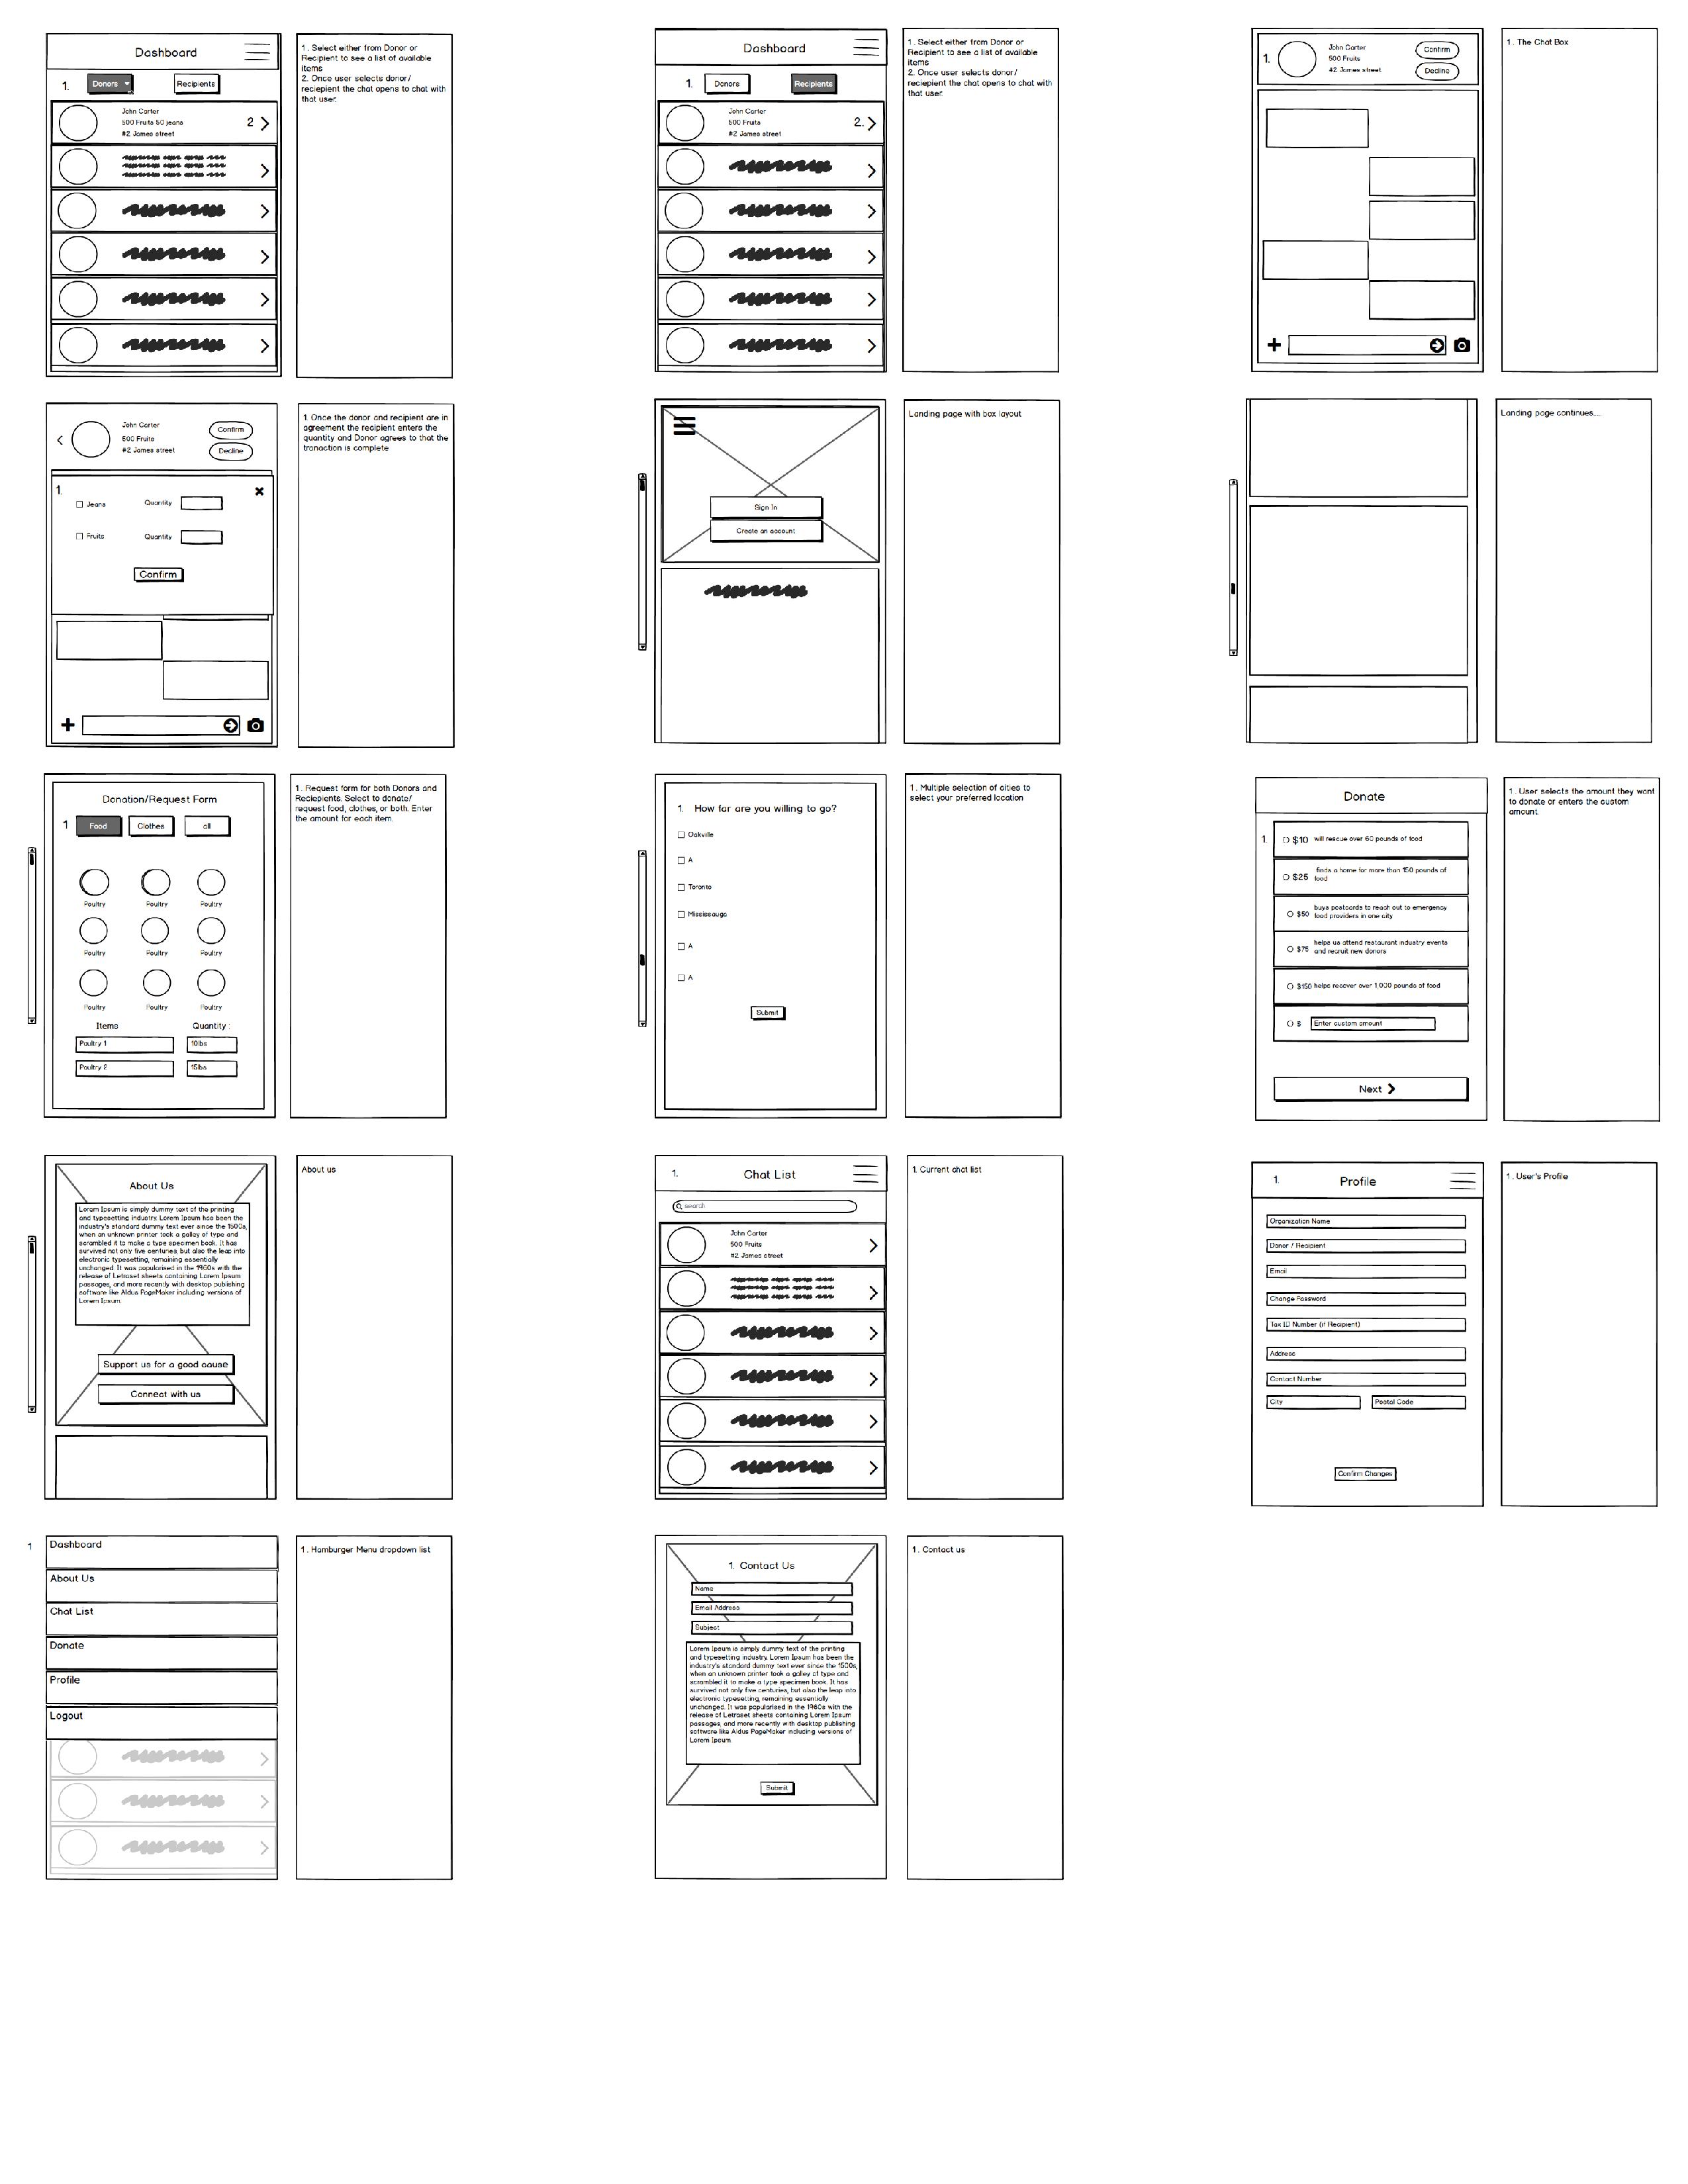 Dashboard
1.
Donors
Recipients
John Carter
500 Fruits 50 jeans
#2 James street
2
1. Select either from Donor or
Recipient to see a list of available
items
2. Once user selects donor/
reciepient the chat opens to chat with
that user.
Dashboard
1.
Donors
Recipients
John Carter
500 Fruits
#2 James street
2.
1. Select either from Donor or
Recipient to see a list of available
items
2. Once user selects donor/
reciepient the chat opens to chat with
that user.
1.
John Carter
500 Fruits
#2 James street
Confirm
Decline
1. The Chat Box
John Carter
500 Fruits
#2 James street
Confirm
Decline
1.
Jeans
Quantity
Fruits
Quantity
Confirm
1. Once the donor and recipient are in
agreement the recipient enters the
quantity and Donor agrees to that the
tranaction is complete
Sign In
Create an account
Landing page with box layout
Landing page continues....
Donation/Request Form
1
Food
Clothes
all
Poultry
Poultry
Poultry
Poultry
Poultry
Poultry
Poultry
Poultry
Poultry
Items
Quantity :
Poultry 1
10lbs
Poultry 2
15lbs
1. Request form for both Donors and
Reciepients. Select to donate/
request food, clothes, or both. Enter
the amount for each item.
1. How far are you willing to go?
Oakville
A
Toronto
Mississauga
A
A
Submit
1. Multiple selection of cities to
select your preferred location
Donate
1.
$10 will rescue over 60 pounds of food
$25 finds a home for more than 150 pounds of
food
$50 buys postcards to reach out to emergency
food providers in one city
$75 helps us attend restaurant industry events
and recruit new donors
$150 helps recover over 1,000 pounds of food
$ Enter custom amount
Next
1. User selects the amount they want
to donate or enters the custom
amount
About Us
Lorem Ipsum is simply dummy text of the printing
and typesetting industry. Lorem Ipsum has been the
industry's standard dummy text ever since the 1500s,
when an unknown printer took a galley of type and
scrambled it to make a type specimen book. It has
survived not only five centuries, but also the leap into
electronic typesetting, remaining essentially
unchanged. It was popularised in the 1960s with the
release of Letraset sheets containing Lorem Ipsum
passages, and more recently with desktop publishing
software like Aldus PageMaker including versions of
Lorem Ipsum.
Support us for a good cause
Connect with us
About us
1.
Chat List
search
John Carter
500 Fruits
#2 James street
1. Current chat list
1.
Profile
Organization Name
Donor / Recipient
Email
Change Password
Tax ID Number (if Recipient)
Address
Contact Number
City
Postal Code
Confirm Changes
1. User's Profile
1
Dashboard
About Us
Chat List
Donate
Profile
Logout
1. Hamburger Menu dropdown list
1. Contact Us
Name
Email Address
Subject
Lorem Ipsum is simply dummy text of the printing
and typesetting industry. Lorem Ipsum has been the
industry's standard dummy text ever since the 1500s,
when an unknown printer took a galley of type and
scrambled it to make a type specimen book. It has
survived not only five centuries, but also the leap into
electronic typesetting, remaining essentially
unchanged. It was popularised in the 1960s with the
release of Letraset sheets containing Lorem Ipsum
passages, and more recently with desktop publishing
software like Aldus PageMaker including versions of
Lorem Ipsum.
Submit
1. Contact us